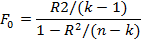 F₀ = R2/(k − 1) / 1 − R²/(n − k)